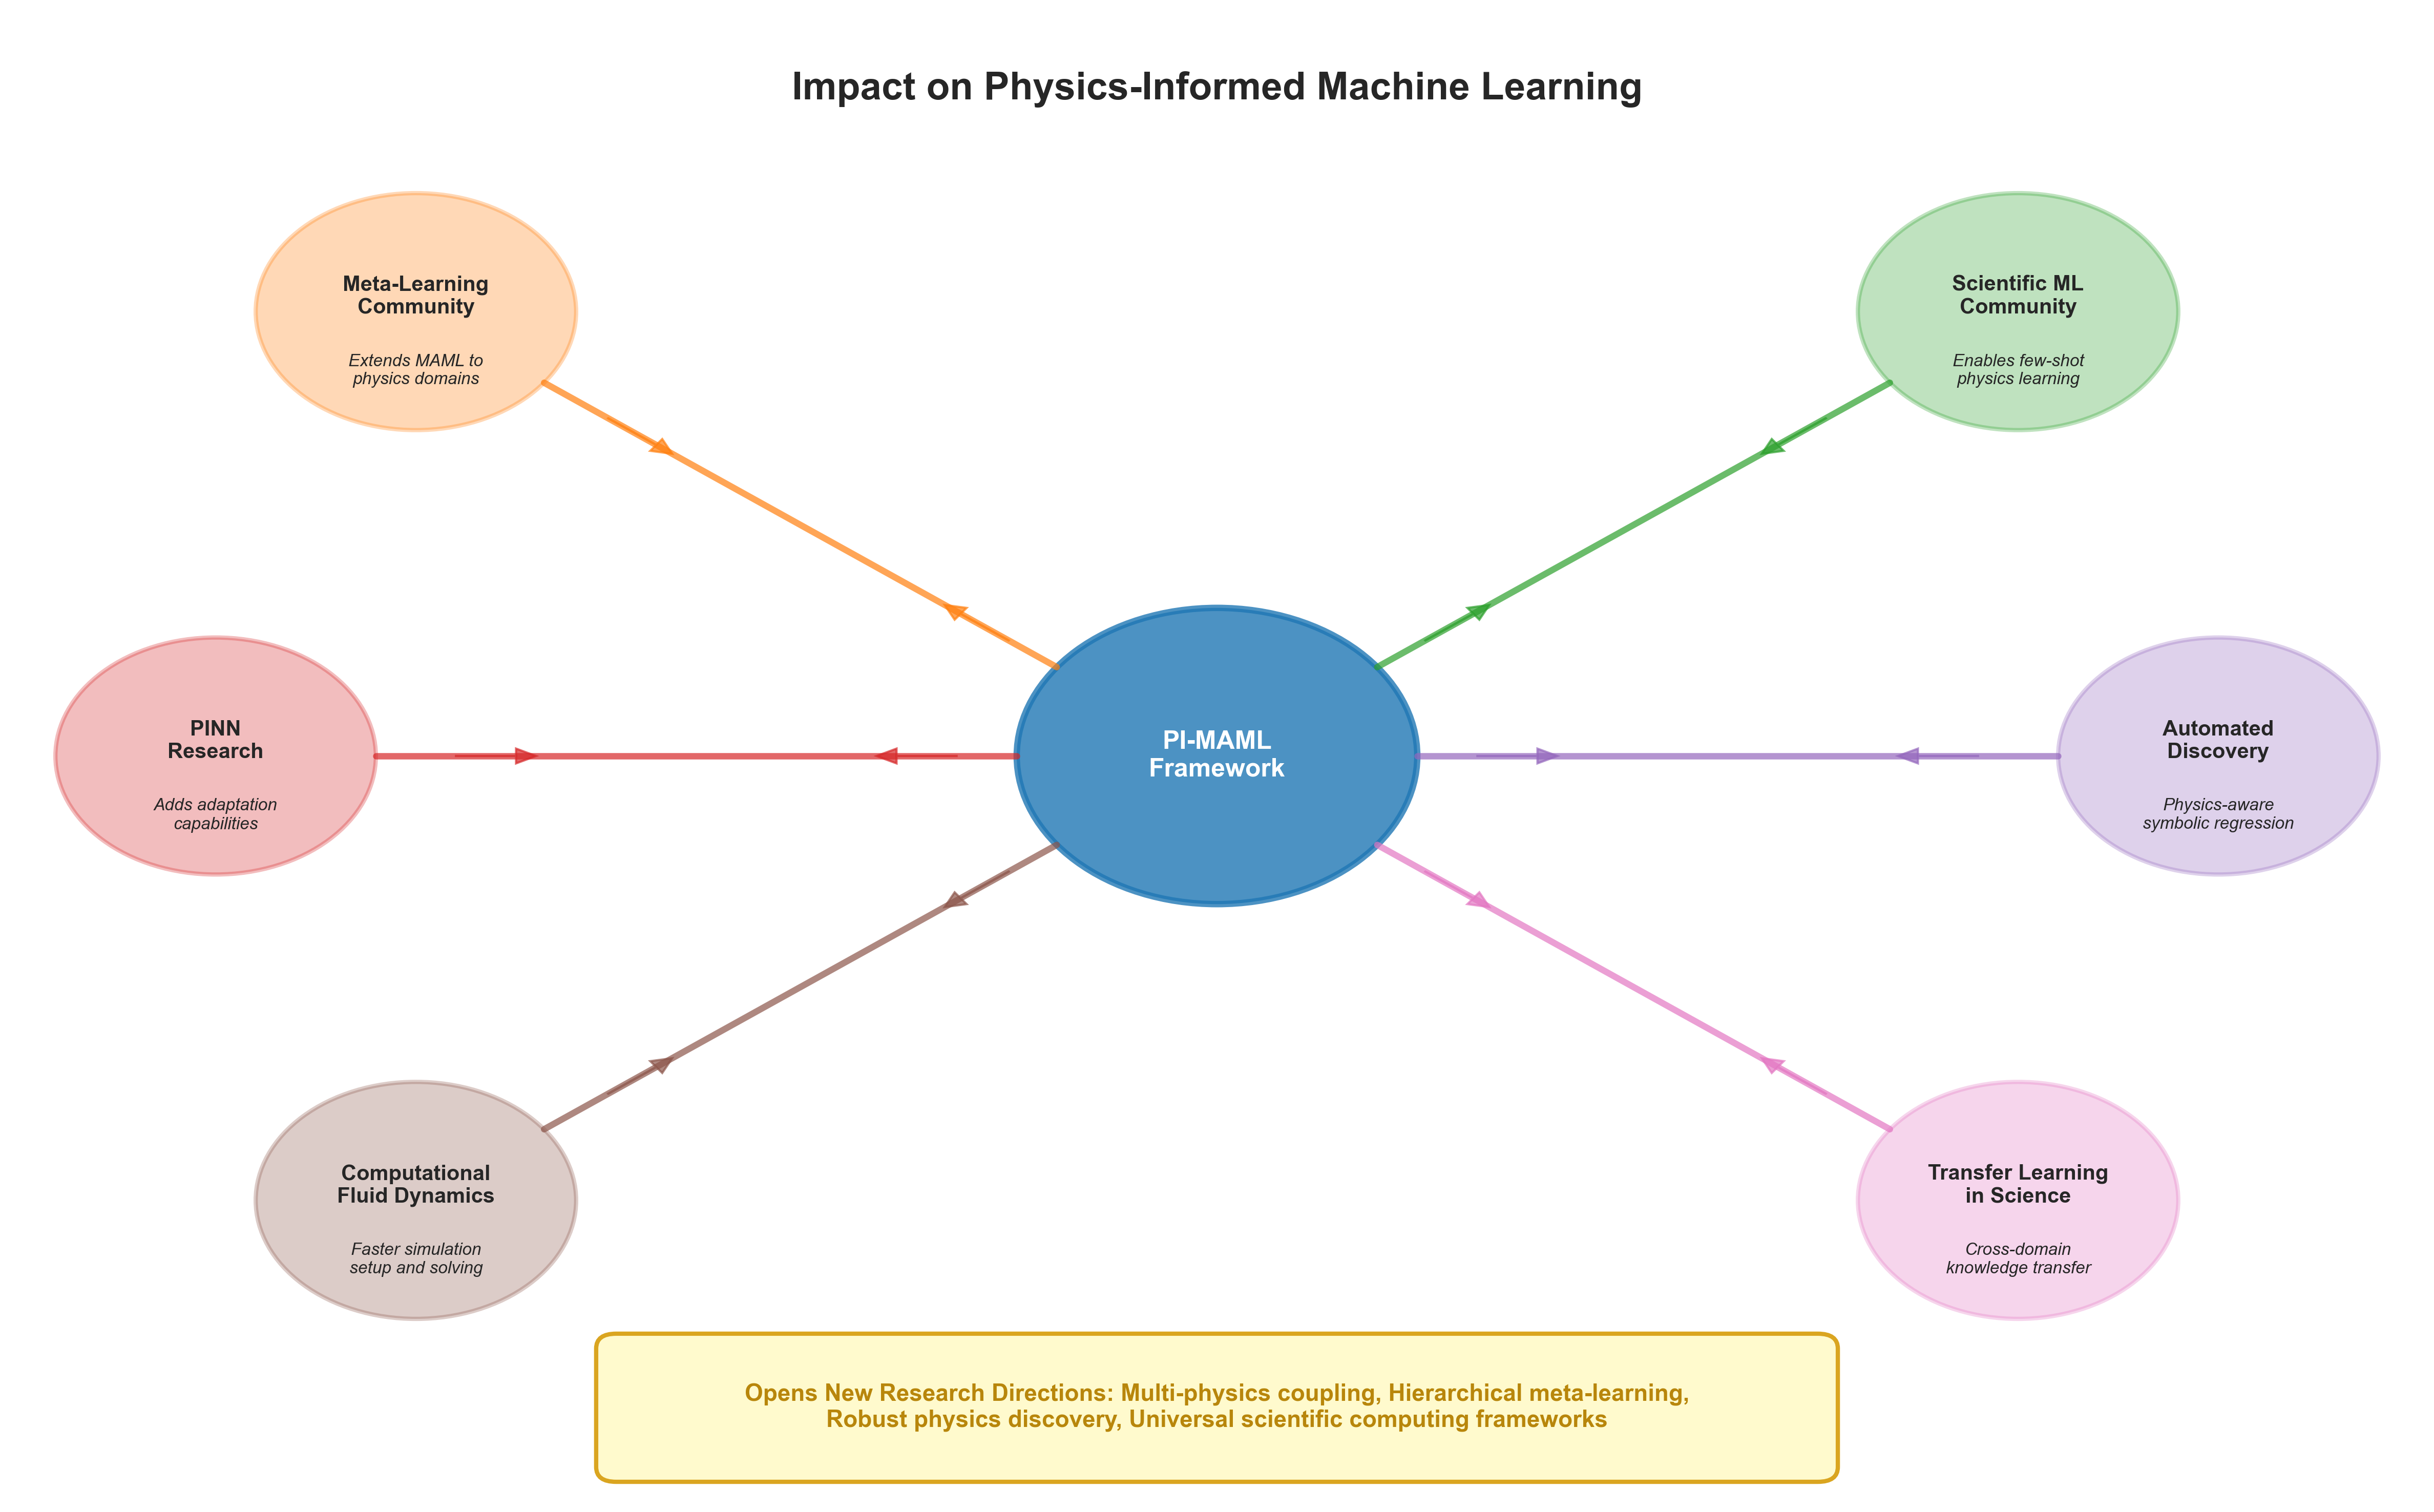 Impact on Physics-Informed Machine Learning
Meta-Learning
Community
Extends MAML to
physics domains
Scientific ML
Community
Enables few-shot
physics learning
PINN
Research
Adds adaptation
capabilities
PI-MAML
Framework
Automated
Discovery
Physics-aware
symbolic regression
Computational
Fluid Dynamics
Faster simulation
setup and solving
Transfer Learning
in Science
Cross-domain
knowledge transfer
Opens New Research Directions: Multi-physics coupling, Hierarchical meta-learning,
Robust physics discovery, Universal scientific computing frameworks